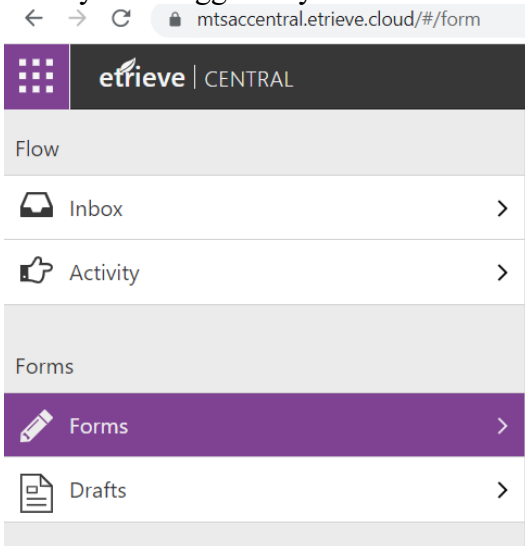 mtsaccentral.etrieve.cloud/#/form
etrieve | CENTRAL
Flow
Inbox
Activity
Forms
Forms
Drafts